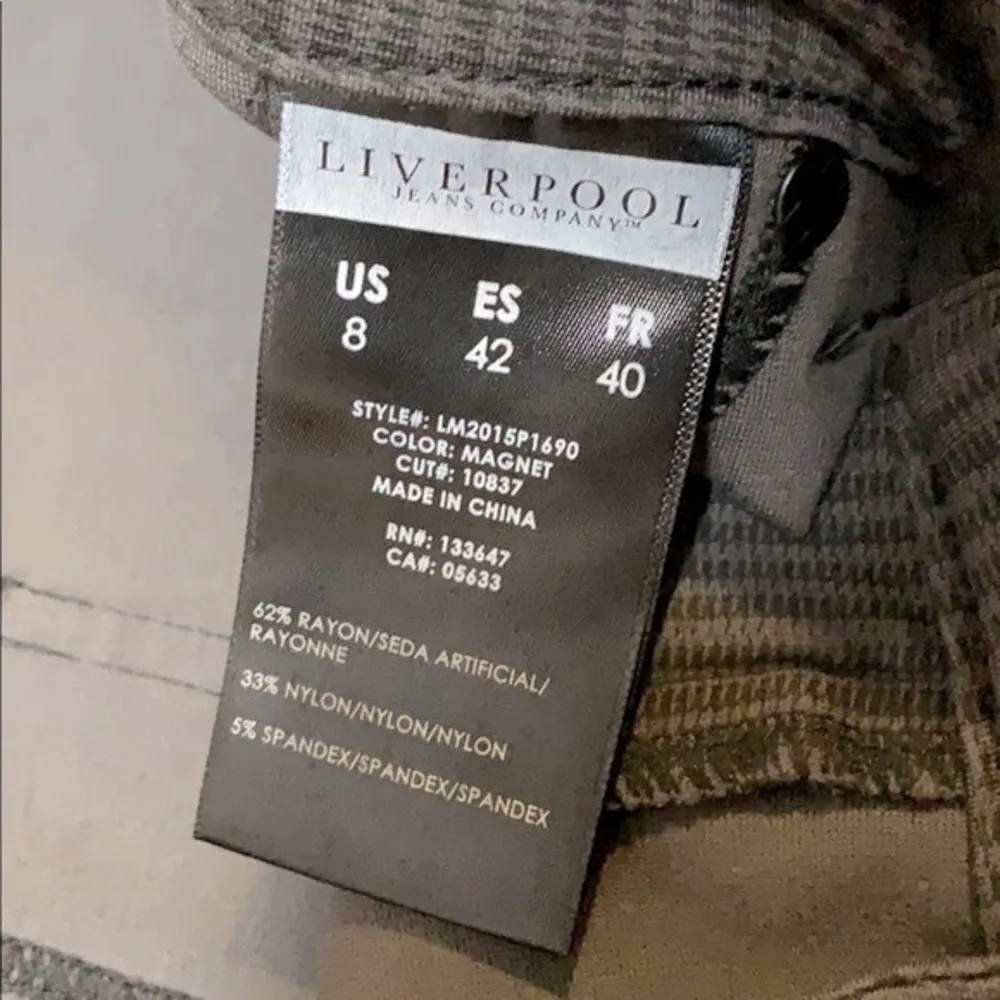 LIVERPOOL
JEANS COMPANY™
US ES FR
8 42 40
STYLE#: LM2015P1690
COLOR: MAGNET
CUT#: 10837
MADE IN CHINA
RN#: 133647
CA#: 05633
62% RAYON/SEDA ARTIFICIAL/
RAYONNE
33% NYLON/NYLON/NYLON
5% SPANDEX/SPANDEX/SPANDEX